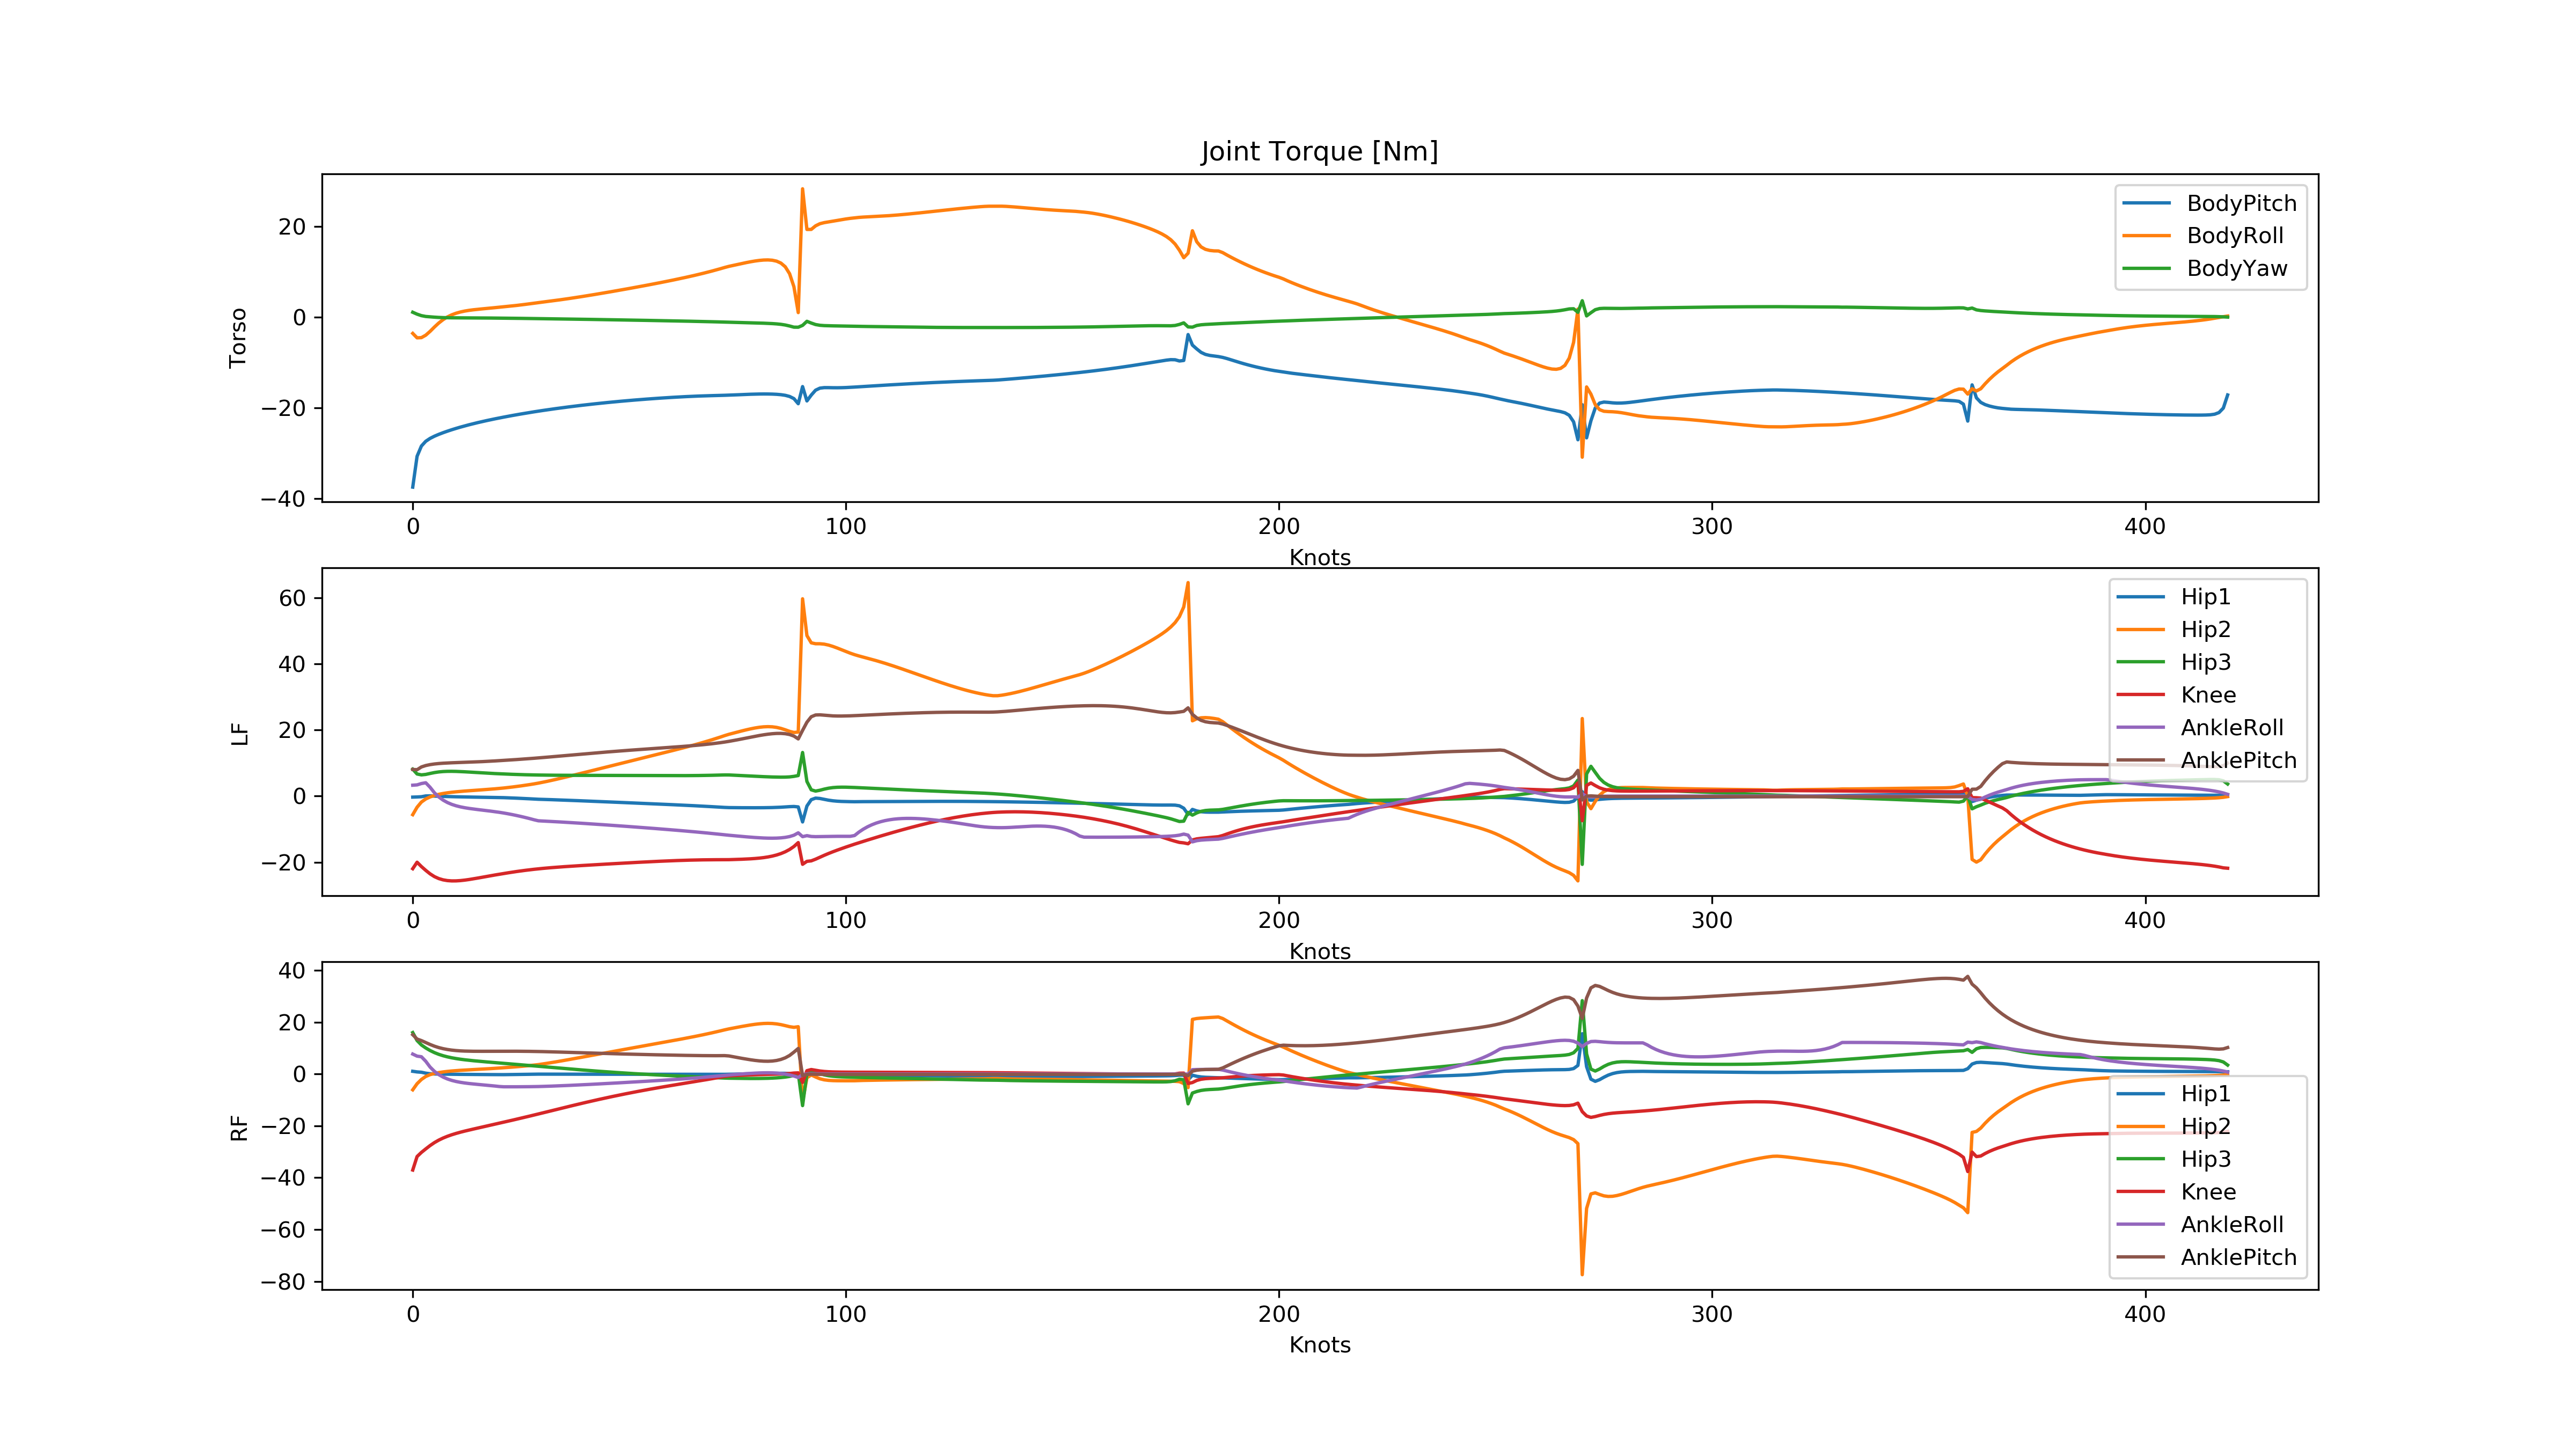 Joint Torque [Nm]
Torso
20
0
−20
−40
BodyPitch
BodyRoll
BodyYaw
0 100 200 300 400
Knots
LF
60
40
20
0
−20
Hip1
Hip2
Hip3
Knee
AnkleRoll
AnklePitch
0 100 200 300 400
Knots
RF
40
20
0
−20
−40
−60
−80
Hip1
Hip2
Hip3
Knee
AnkleRoll
AnklePitch
0 100 200 300 400
Knots